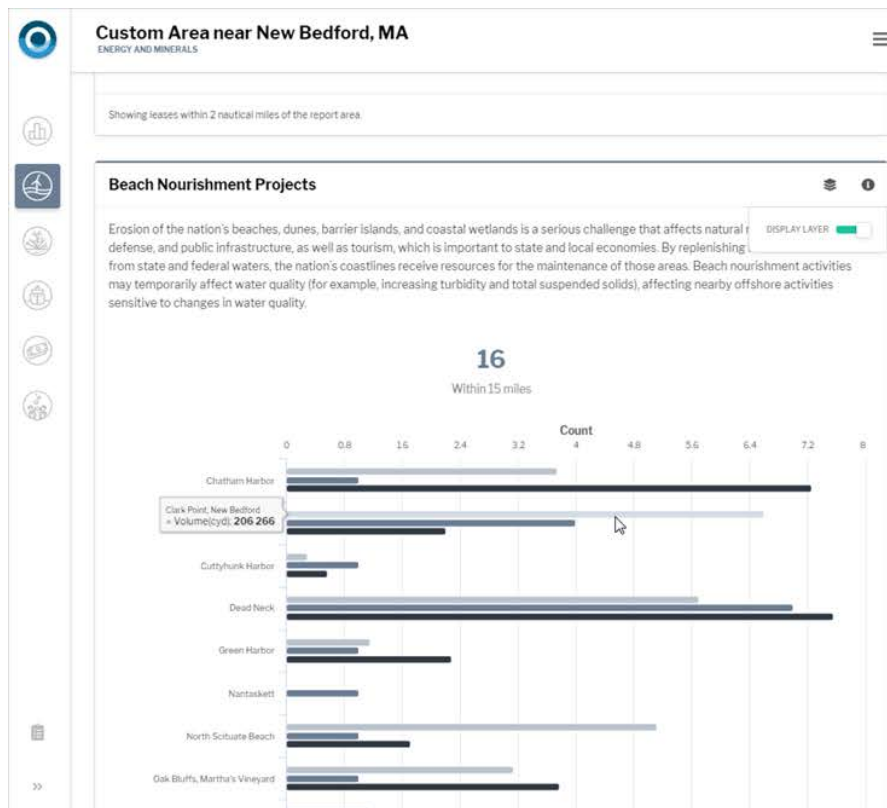 Custom Area near New Bedford, MA
ENERGY AND MINERALS
Showing leases within 2 nautical miles of the report area.
Beach Nourishment Projects
DISPLAY LAYER
Erosion of the nation's beaches, dunes, barrier islands, and coastal wetlands is a serious challenge that affects natural
defense, and public infrastructure, as well as tourism, which is important to state and local economies. By replenishing
from state and federal waters, the nation's coastlines receive resources for the maintenance of those areas. Beach nourishment activities
may temporarily affect water quality (for example, increasing turbidity and total suspended solids), affecting nearby offshore activities
sensitive to changes in water quality.
16
Within 15 miles
Count
0 0.8 1.6 2.4 3.2 4 4.8 5.6 6.4 7.2 8
Chatham Harbor
Clark Point, New Bedford
Volume(cyd): 206 266
Cuttyhunk Harbor
Dead Neck
Green Harbor
Nantaskett
North Scituate Beach
Oak Bluffs, Martha's Vineyard